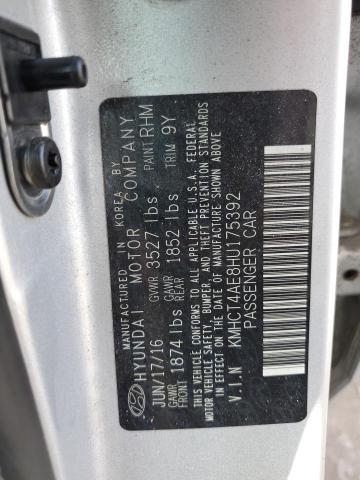 MANUFACTURED IN KOREA BY
HYUNDAI MOTOR COMPANY
JUN/17/16 GVWR 3527 lbs PAINT RHM
GAWR FRONT 1874 lbs GAWR REAR 1852 lbs TRIM 9Y
THIS VEHICLE CONFORMS TO ALL APPLICABLE U.S.A. FEDERAL
MOTOR VEHICLE SAFETY, BUMPER, AND THEFT PREVENTION STANDARDS
IN EFFECT ON THE DATE OF MANUFACTURE SHOWN ABOVE
V.I.N KMHCT4AE8HU175392
PASSENGER CAR